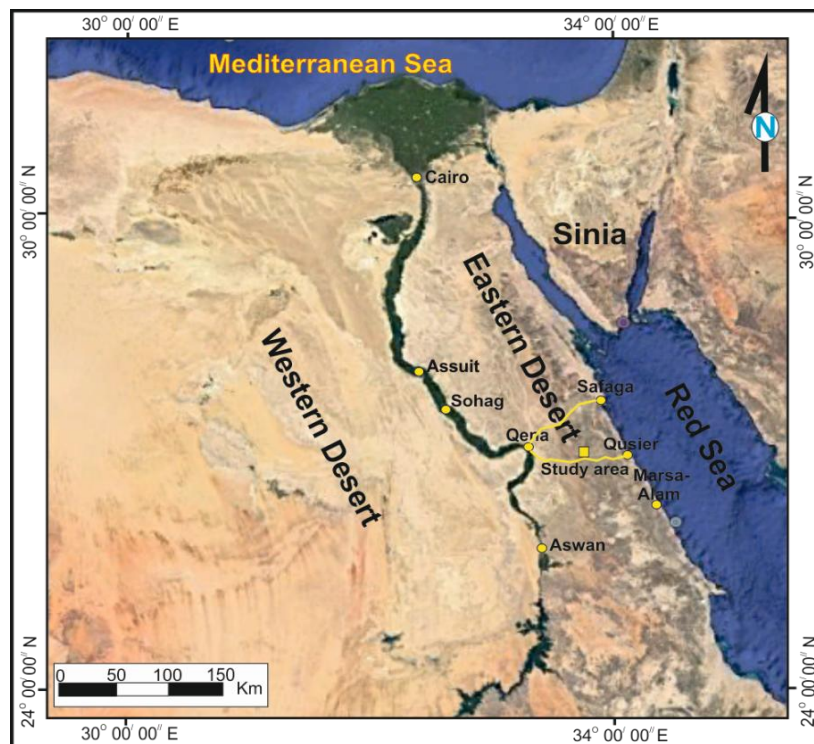 30° 00′ 00″ E
34° 00′ 00″ E
Mediterranean Sea
N
Cairo
30° 00′ 00″ N
30° 00′ 00″ N
Sinia
Eastern Desert
Western Desert
Assuit
Safaga
Sohag
Red Sea
Qena
Qusier
Study area
Marsa-
Alam
Aswan
0 50 100 150
Km
24° 00′ 00″ N
24° 00′ 00″ N
30° 00′ 00″ E
34° 00′ 00″ E